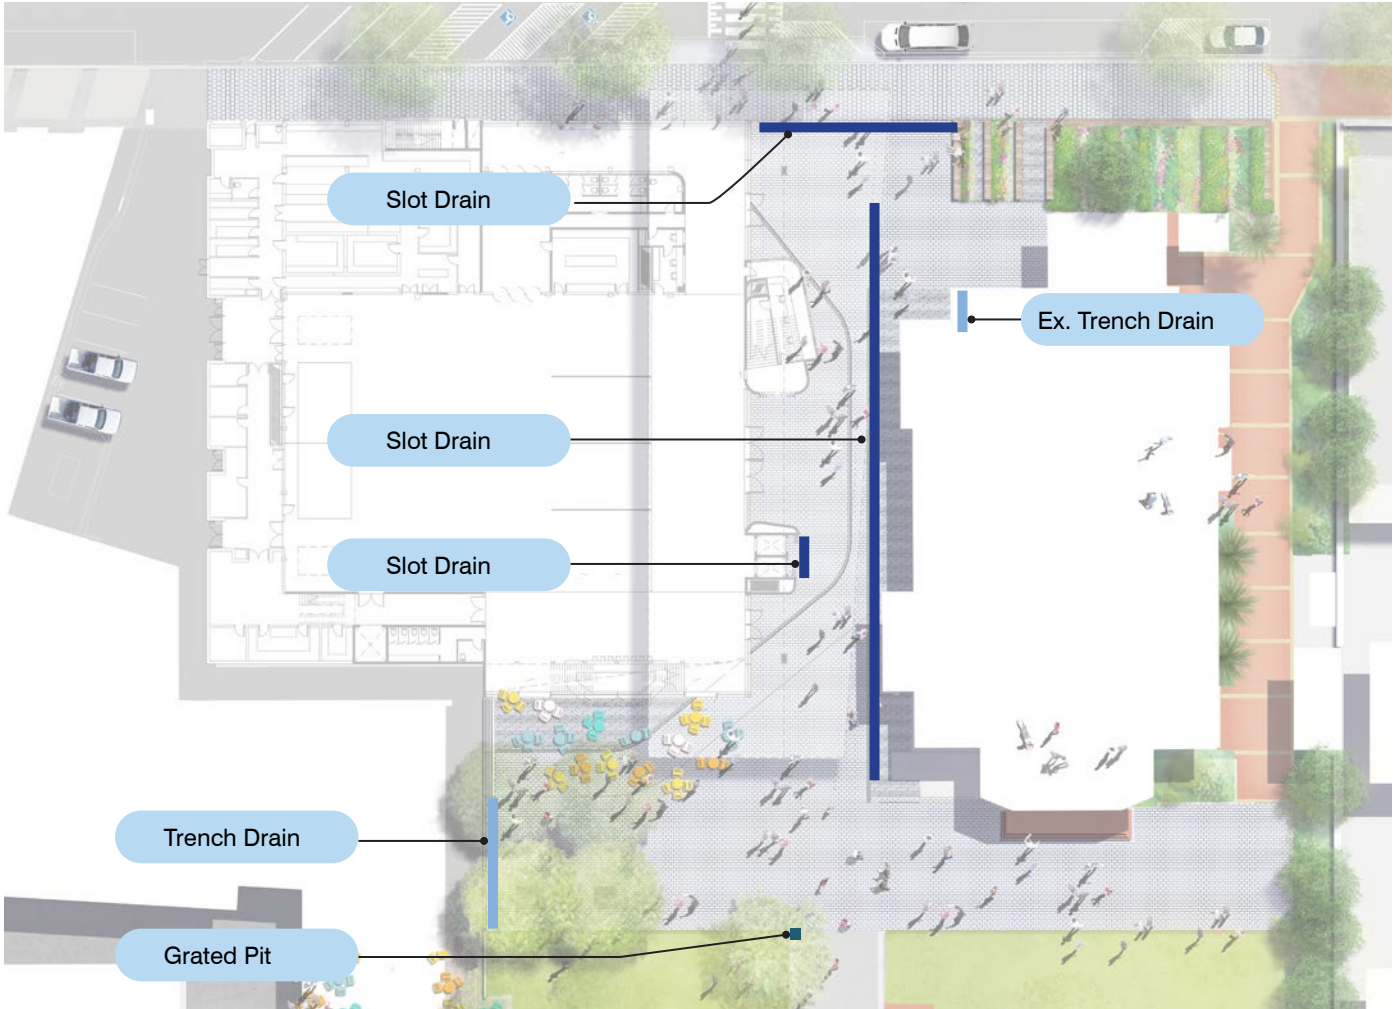 Slot Drain
Ex. Trench Drain
Slot Drain
Slot Drain
Trench Drain
Grated Pit